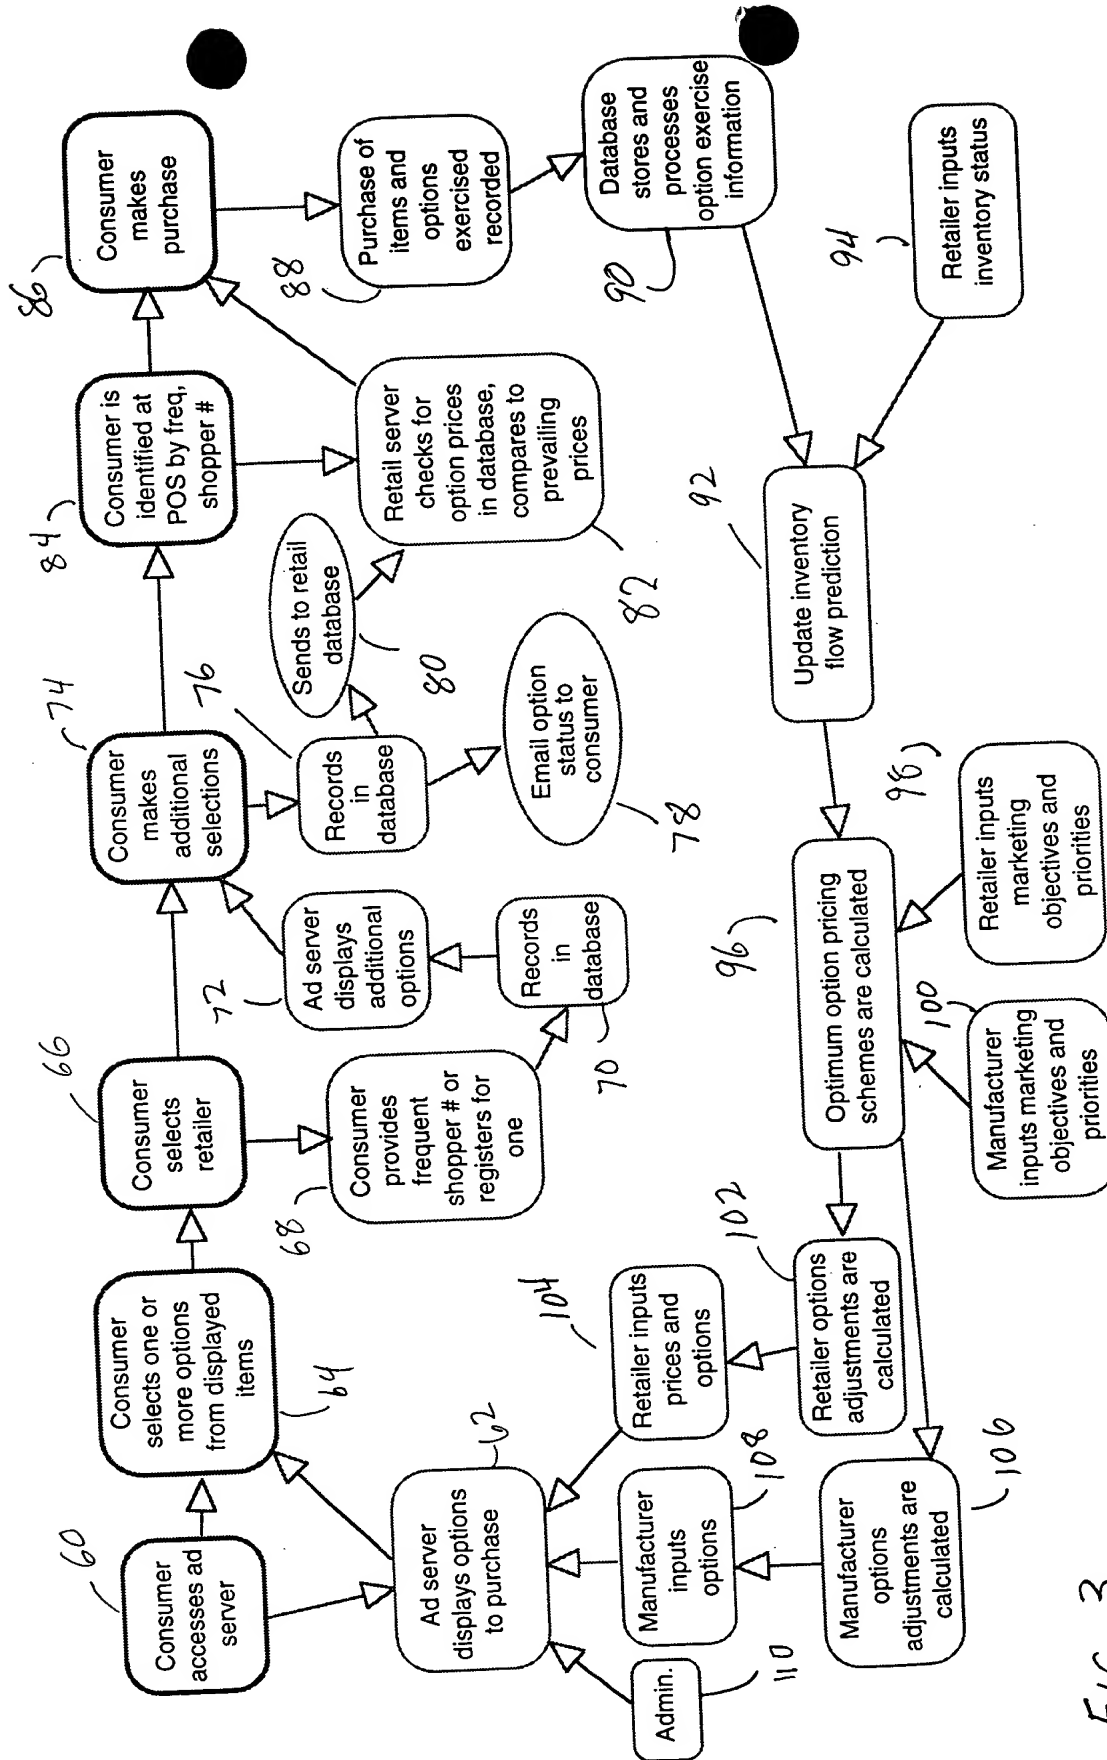 60
Consumer
accesses ad
server
Consumer
selects one or
more options
from displayed
items
64
66
Consumer
selects
retailer
74
Consumer
makes
additional
selections
84
Consumer is
identified at
POS by freq,
shopper #
86
Consumer
makes
purchase
62
Ad server
displays options
to purchase
68
Consumer
provides
frequent
shopper # or
registers for
one
70
Records
in
database
72
Ad server
displays
additional
options
76
Records
in
database
80
Sends to retail
database
78
Email option
status to
consumer
82
Retail server
checks for
option prices
in database,
compares to
prevailing
prices
88
Purchase of
items and
options
exercised
recorded
90
Database
stores and
processes
option exercise
information
Admin.
110
Manufacturer
inputs
options
108
104
Retailer inputs
prices and
options
102
Retailer options
adjustments are
calculated
Manufacturer
options
adjustments are
calculated
106
96
Optimum option pricing
schemes are calculated
92
Update inventory
flow prediction
94
Retailer inputs
inventory status
100
Manufacturer
inputs marketing
objectives and
priorities
98
Retailer inputs
marketing
objectives and
priorities
FIG. 3